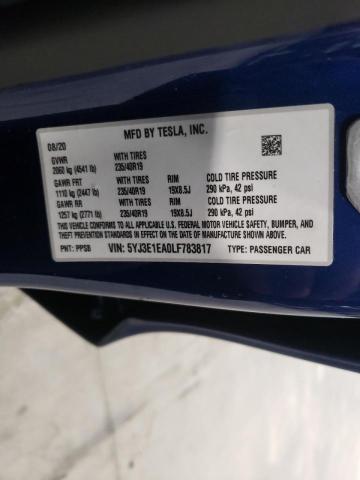 MFD BY TESLA, INC.
08/20
GVWR WITH TIRES
2060 kg (4541 lb) 235/40R19
GAWR FRT WITH TIRES RIM COLD TIRE PRESSURE
1110 kg (2447 lb) 235/40R19 19X8.5J 290 kPa, 42 psi
GAWR RR WITH TIRES RIM COLD TIRE PRESSURE
1257 kg (2771 lb) 235/40R19 19X8.5J 290 kPa, 42 psi
THIS VEHICLE CONFORMS TO ALL APPLICABLE
U.S. FEDERAL MOTOR VEHICLE SAFETY, BUMPER, AND
THEFT PREVENTION STANDARDS IN EFFECT ON THE DATE
OF MANUFACTURE SHOWN ABOVE.
PNT: PPSB VIN: 5YJ3E1EADLF783817 TYPE: PASSENGER CAR